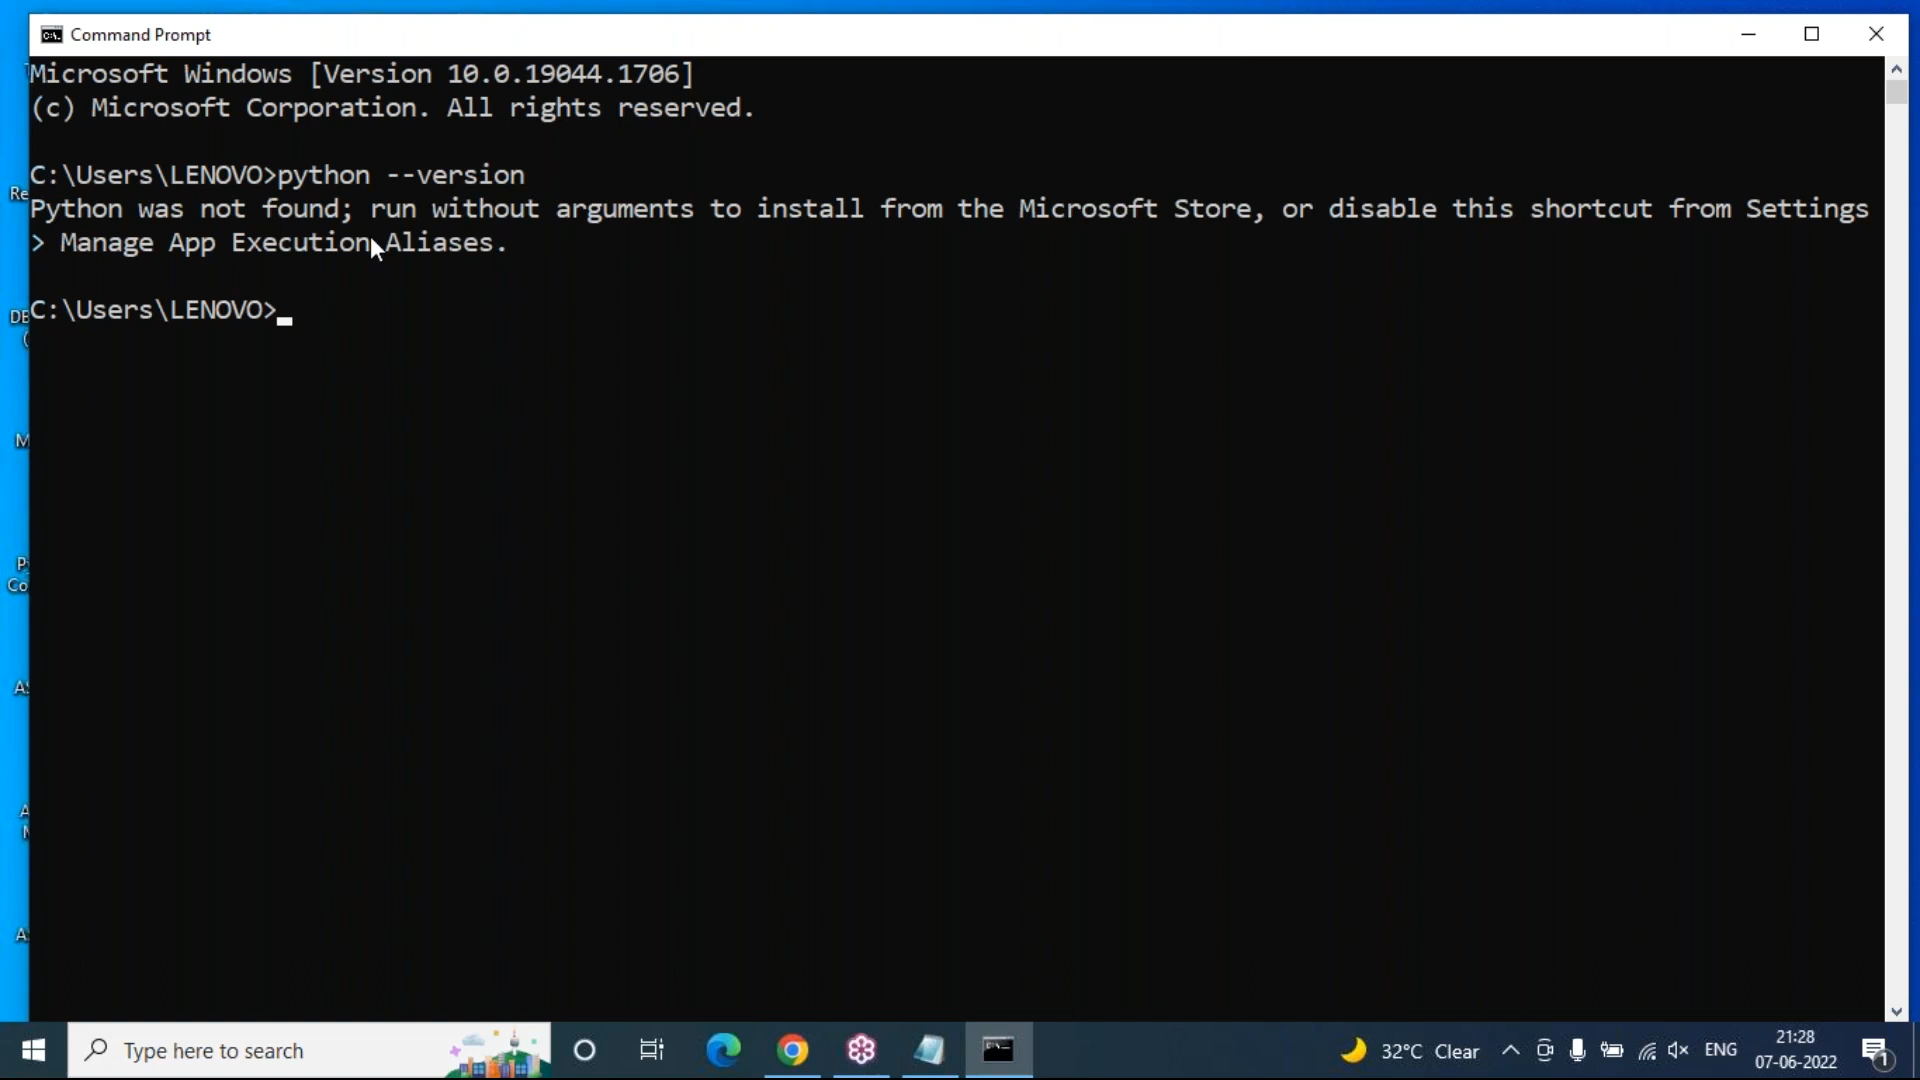 Command Prompt
Microsoft Windows [Version 10.0.19044.1706]
(c) Microsoft Corporation. All rights reserved.
C:\Users\LENOVO>python --version
Python was not found; run without arguments to install from the Microsoft Store, or disable this shortcut from Settings
> Manage App Execution Aliases.
C:\Users\LENOVO>
Type here to search
32°C Clear
ENG
21:28
07-06-2022
1